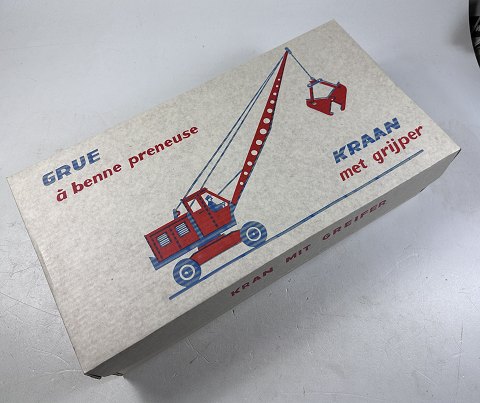 GRUE
à benne preneuse
KRAAN
met grijper
KRAN MIT GREIFER